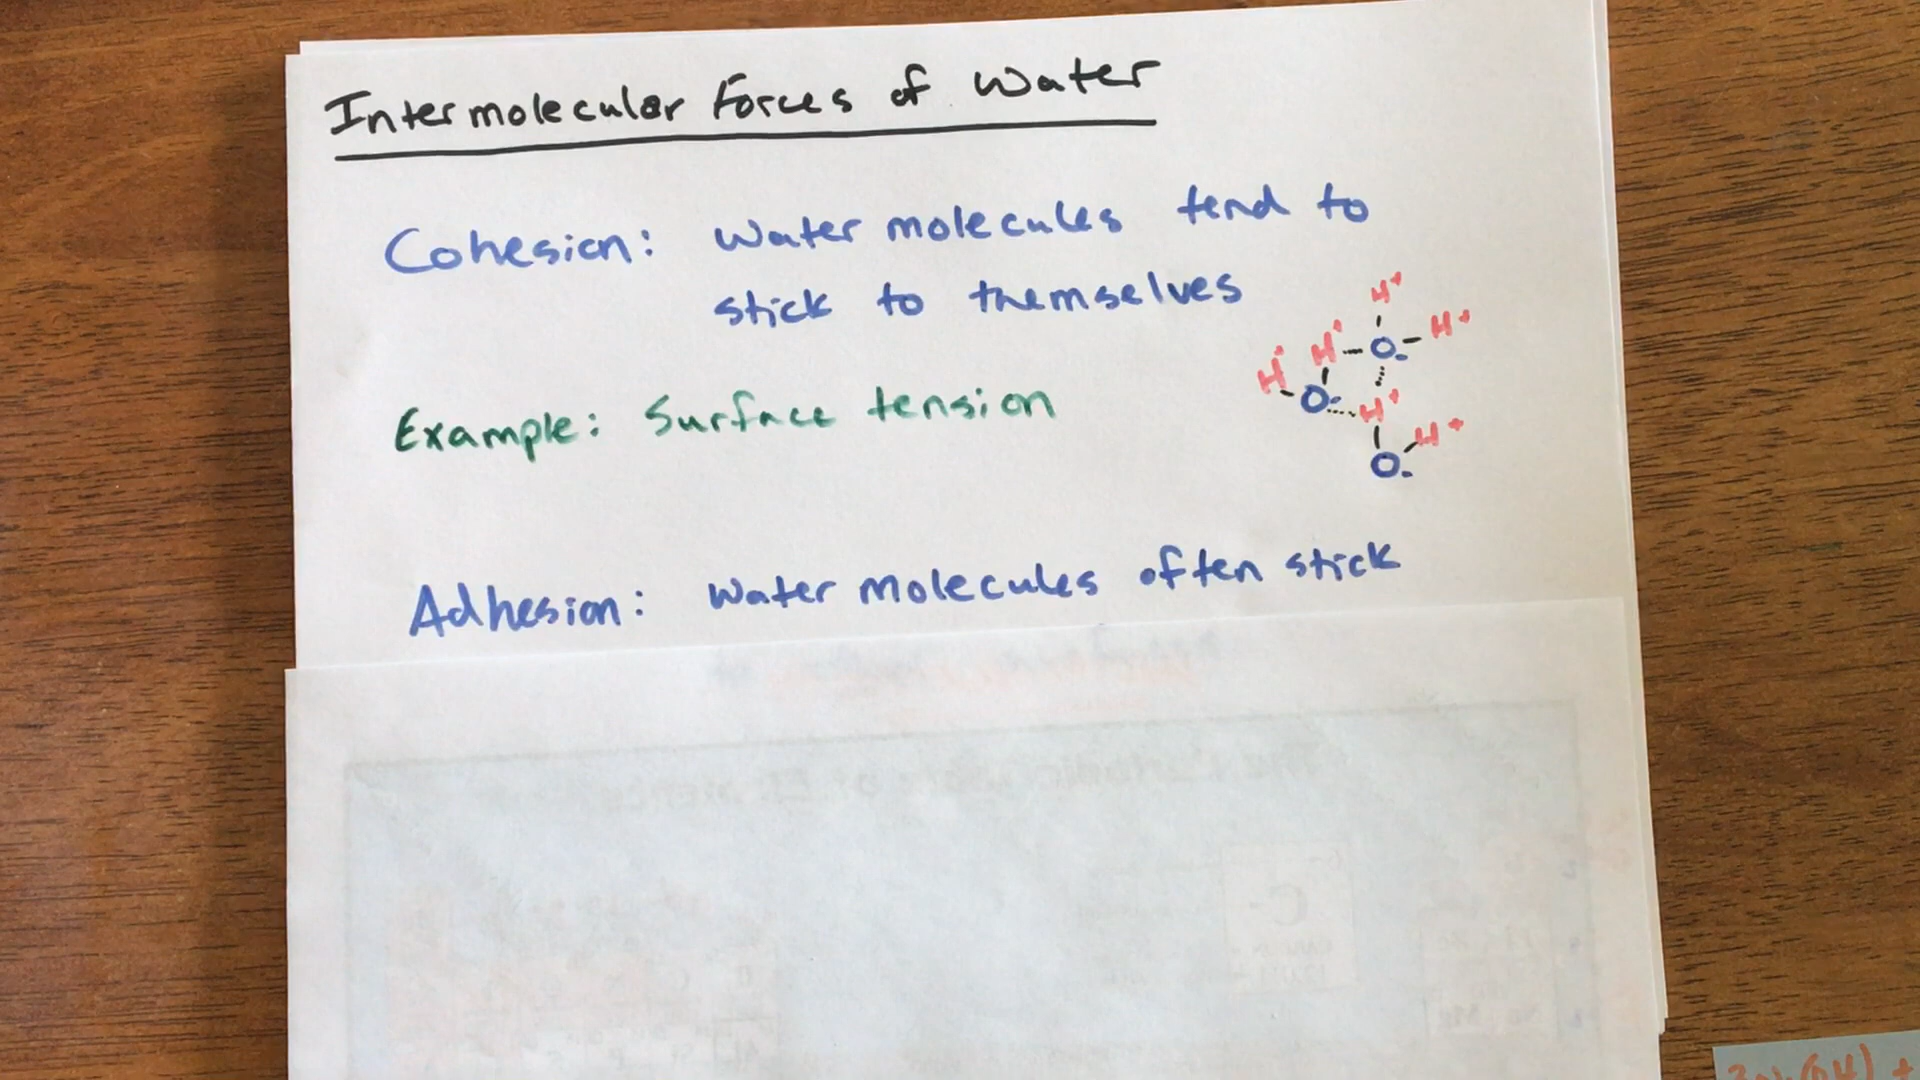 Intermolecular Forces of Water
Cohesion: Water molecules tend to
stick to themselves
H+
H+ H+ -- O- - H+
O- H+
H+
O-
Example: Surface tension
Adhesion: Water molecules often stick